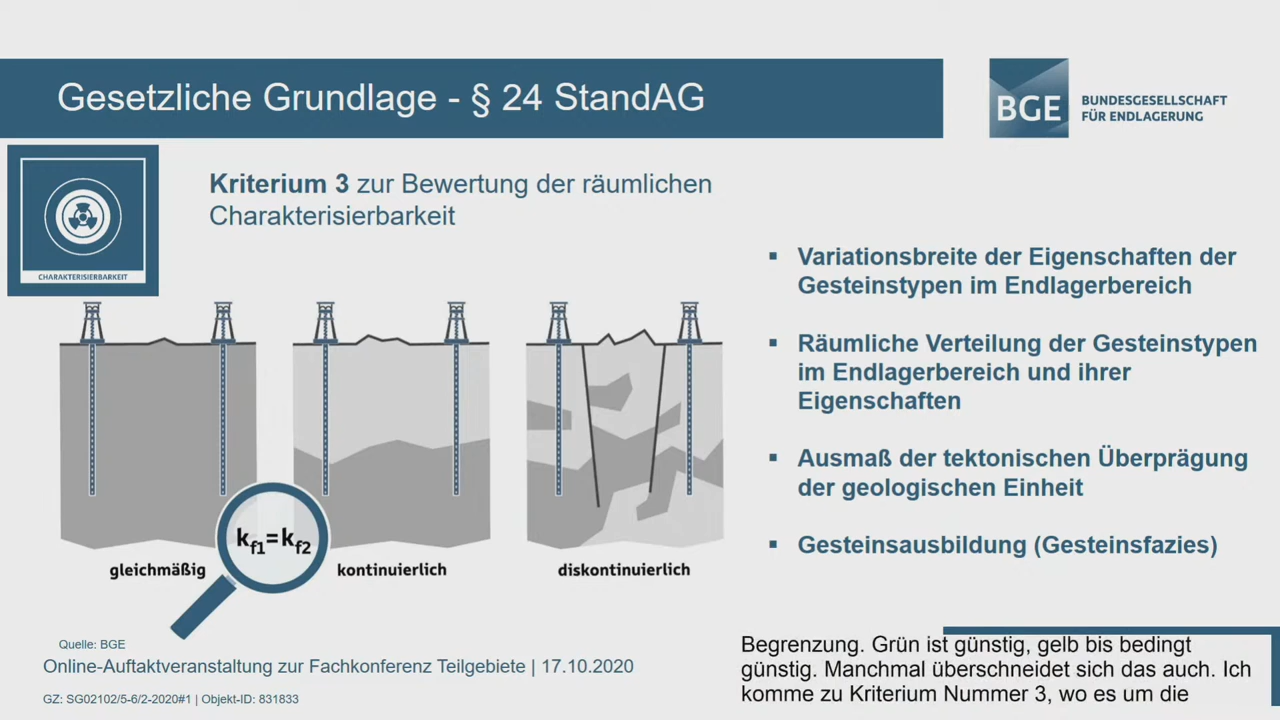 Gesetzliche Grundlage - § 24 StandAG
BGE
BUNDESGESELLSCHAFT
FÜR ENDLAGERUNG
CHARAKTERISIERBARKEIT
Kriterium 3 zur Bewertung der räumlichen
Charakterisierbarkeit
kf1=kf2
gleichmäßig
kontinuierlich
diskontinuierlich
▪ Variationsbreite der Eigenschaften der
Gesteinstypen im Endlagerbereich
▪ Räumliche Verteilung der Gesteinstypen
im Endlagerbereich und ihrer
Eigenschaften
▪ Ausmaß der tektonischen Überprägung
der geologischen Einheit
▪ Gesteinsausbildung (Gesteinsfazies)
Quelle: BGE
Online-Auftaktveranstaltung zur Fachkonferenz Teilgebiete | 17.10.2020
GZ: SG02102/5-6/2-2020#1 | Objekt-ID: 831833
Begrenzung. Grün ist günstig, gelb bis bedingt
günstig. Manchmal überschneidet sich das auch. Ich
komme zu Kriterium Nummer 3, wo es um die